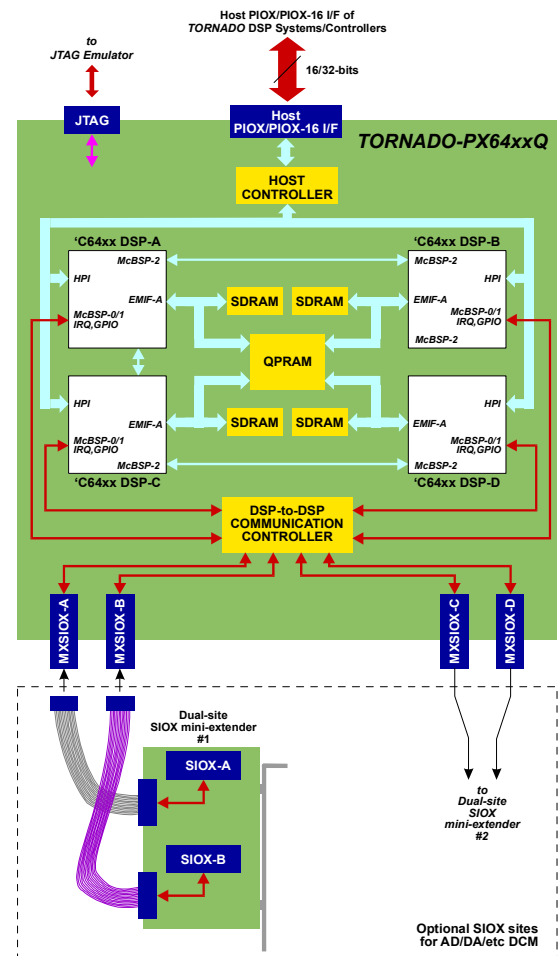 Host PIOX/PIOX-16 I/F of
TORNADO DSP Systems/Controllers
to
JTAG Emulator
16/32-bits
JTAG
Host
PIOX/PIOX-16 I/F
TORNADO-PX64xxQ
HOST
CONTROLLER
'C64xx DSP-A
'C64xx DSP-B
McBSP-2
McBSP-2
HPI
HPI
EMIF-A
SDRAM
SDRAM
EMIF-A
McBSP-0/1
IRQ,GPIO
McBSP-0/1
IRQ,GPIO
McBSP-2
QPRAM
HPI
HPI
EMIF-A
SDRAM
SDRAM
EMIF-A
McBSP-0/1
IRQ,GPIO
McBSP-0/1
IRQ,GPIO
McBSP-2
McBSP-2
'C64xx DSP-C
'C64xx DSP-D
DSP-to-DSP
COMMUNICATION
CONTROLLER
MXSIOX-A
MXSIOX-B
MXSIOX-C
MXSIOX-D
Dual-site
SIOX mini-extender
#1
SIOX-A
SIOX-B
to
Dual-site
SIOX
mini-extender
#2
Optional SIOX sites
for AD/DA/etc DCM